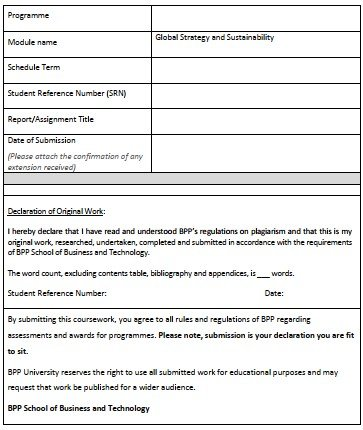 Programme
Module name
Global Strategy and Sustainability
Schedule Term
Student Reference Number (SRN)
Report/Assignment Title
Date of Submission
(Please attach the confirmation of any
extension received)
Declaration of Original Work:
I hereby declare that I have read and understood BPP's regulations on plagiarism and that this is my
original work, researched, undertaken, completed and submitted in accordance with the requirements
of BPP School of Business and Technology.
The word count, excluding contents table, bibliography and appendices, is ___ words.
Student Reference Number: Date:
By submitting this coursework, you agree to all rules and regulations of BPP regarding
assessments and awards for programmes. Please note, submission is your declaration you are fit
to sit.
BPP University reserves the right to use all submitted work for educational purposes and may
request that work be published for a wider audience.
BPP School of Business and Technology